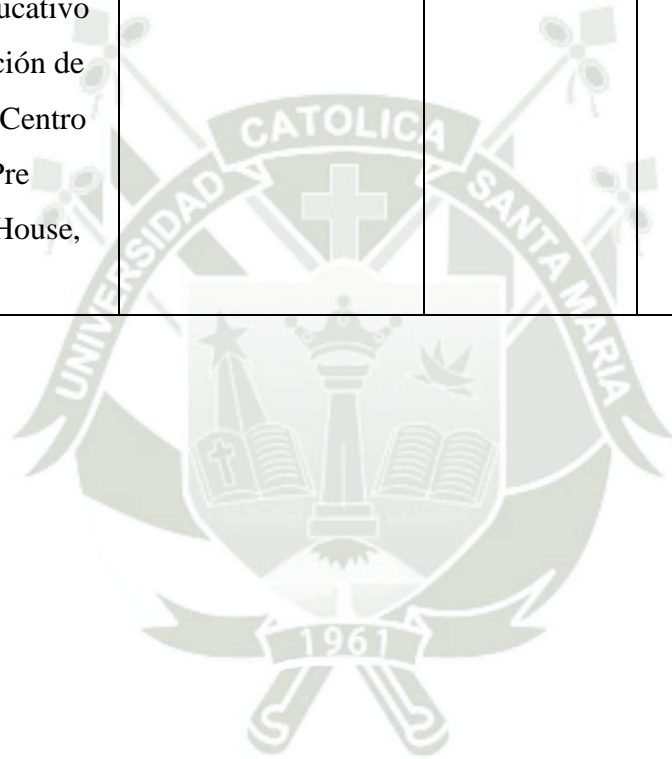 ucativo
ción de
Centro
Pre
House,
UNIVERSIDAD CATOLICA SANTA MARIA
1961